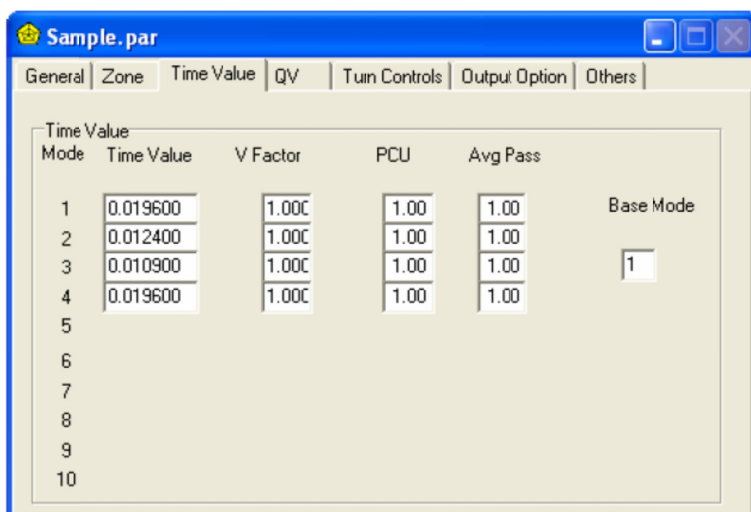 Sample.par
General Zone Time Value QV Turn Controls Output Option Others
Time Value
Mode Time Value V Factor PCU Avg Pass
1 0.019600 1.000 1.00 1.00 Base Mode
2 0.012400 1.000 1.00 1.00
3 0.010900 1.000 1.00 1.00 1
4 0.019600 1.000 1.00 1.00
5
6
7
8
9
10